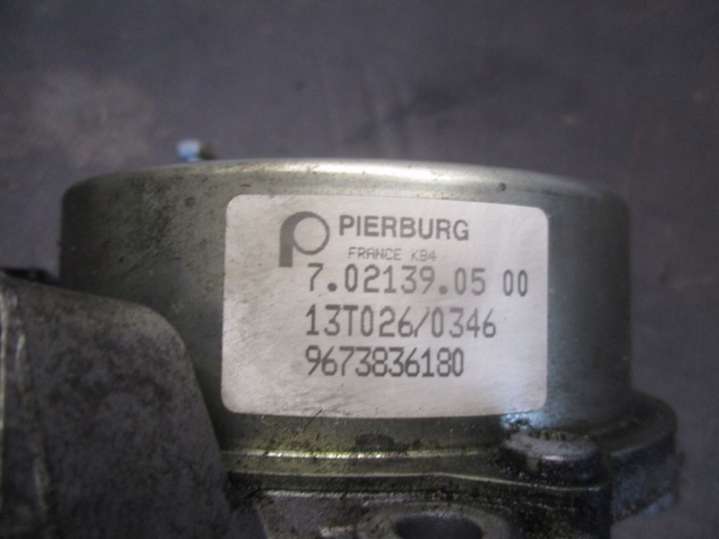 PIERBURG
FRANCE KB4
7.02139.05 00
13T026/0346
9673836180